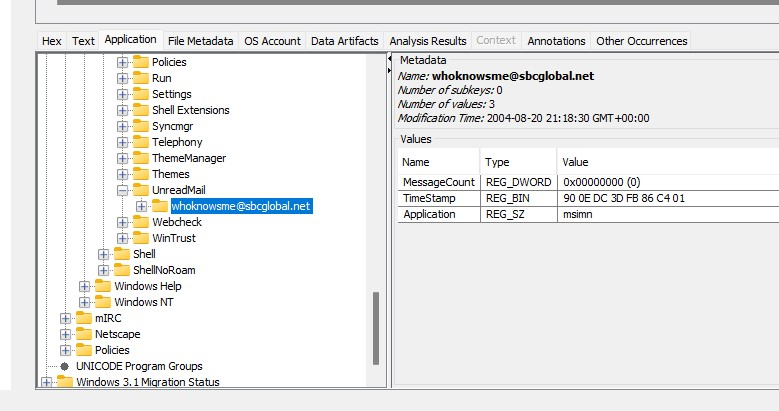 Hex Text Application File Metadata OS Account Data Artifacts Analysis Results Context Annotations Other Occurrences
Policies
Run
Settings
Shell Extensions
Syncmgr
Telephony
ThemeManager
Themes
UnreadMail
whoknowsme@sbcglobal.net
Webcheck
WinTrust
Shell
ShellNoRoam
Windows Help
Windows NT
mIRC
Netscape
Policies
UNICODE Program Groups
Windows 3.1 Migration Status
Metadata
Name: whoknowsme@sbcglobal.net
Number of subkeys: 0
Number of values: 3
Modification Time: 2004-08-20 21:18:30 GMT+00:00
Values
Name Type Value
MessageCount REG_DWORD 0x00000000 (0)
TimeStamp REG_BIN 90 0E DC 3D FB 86 C4 01
Application REG_SZ msimn